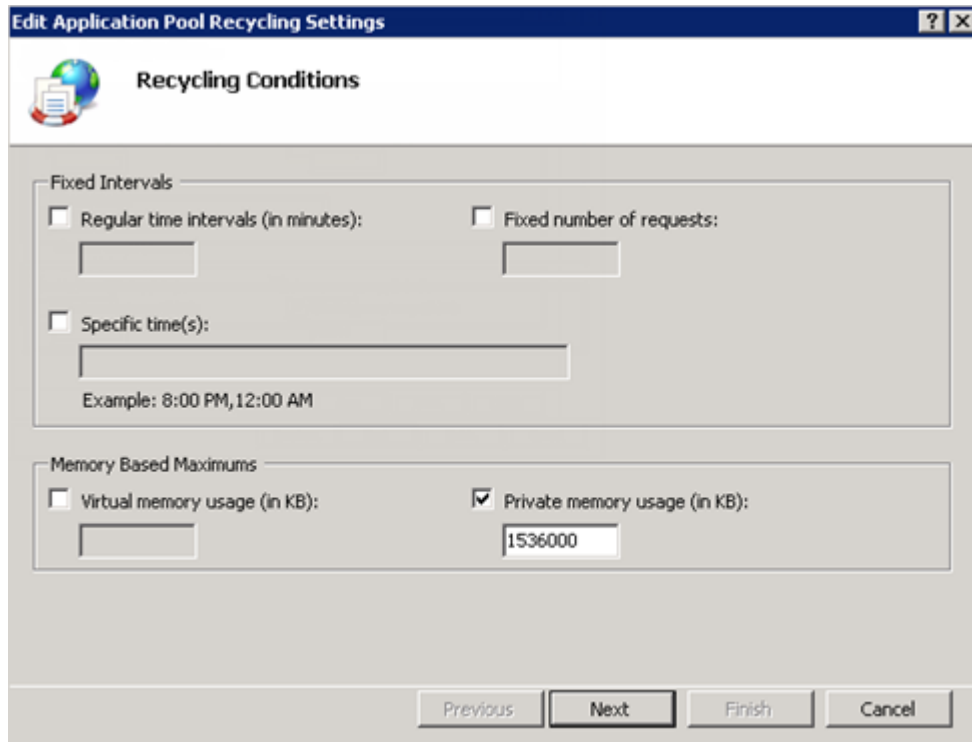 Edit Application Pool Recycling Settings
Recycling Conditions
Fixed Intervals
Regular time intervals (in minutes):
Fixed number of requests:
Specific time(s):
Example: 8:00 PM,12:00 AM
Memory Based Maximums
Virtual memory usage (in KB):
Private memory usage (in KB):
1536000
Previous
Next
Finish
Cancel